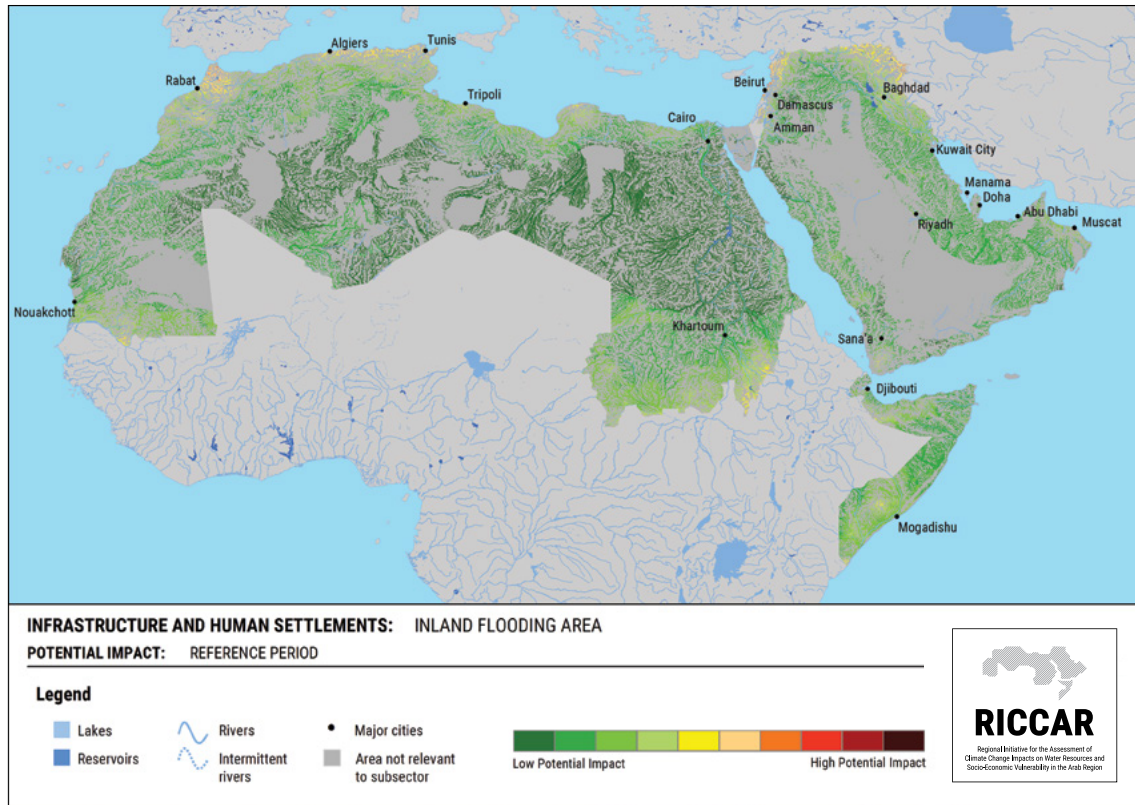 Algiers
Tunis
Rabat
Tripoli
Beirut
Baghdad
Damascus
Cairo
Amman
Kuwait City
Manama
Doha
Abu Dhabi
Riyadh
Muscat
Nouakchott
Khartoum
Sana'a
Djibouti
Mogadishu
INFRASTRUCTURE AND HUMAN SETTLEMENTS: INLAND FLOODING AREA
POTENTIAL IMPACT: REFERENCE PERIOD
Legend
Lakes
Rivers
Major cities
Reservoirs
Intermittent
rivers
Area not relevant
to subsector
Low Potential Impact
High Potential Impact
RICCAR
Regional Initiative for the Assessment of
Climate Change Impacts on Water Resources and
Socio-Economic Vulnerability in the Arab Region